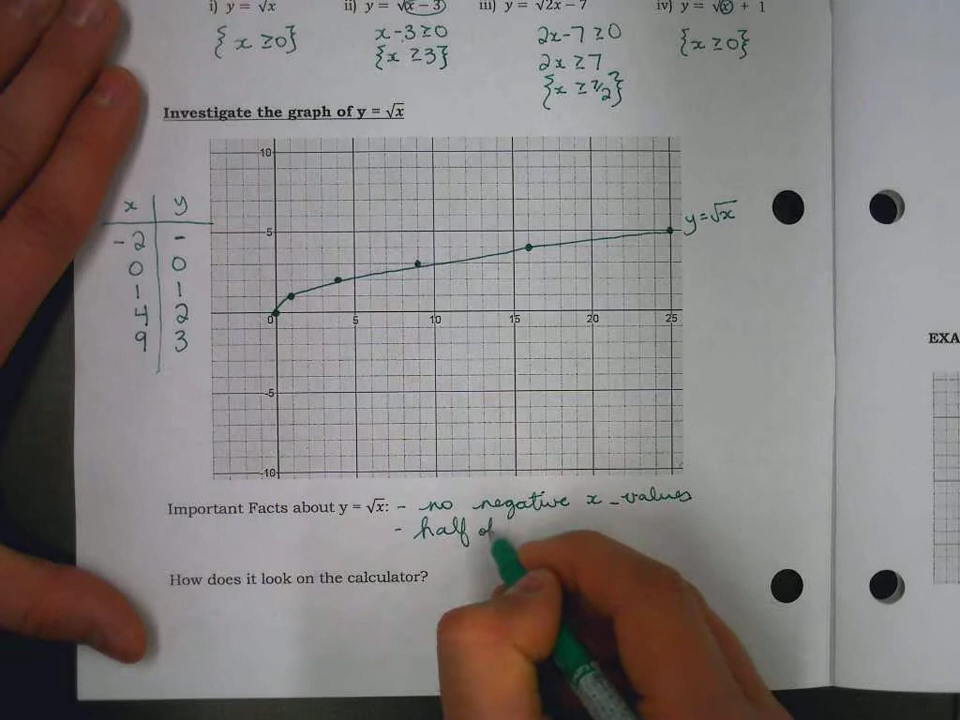 i) y = √x ii) y = √(x − 3) iii) y = √2x − 7 iv) y = √(x) + 1
{x ≥ 0} x - 3 ≥ 0 2x - 7 ≥ 0 {x ≥ 0}
{x ≥ 3} 2x ≥ 7
{x ≥ 7/2}
Investigate the graph of y = √x
10
x y
y = √x
5
-2 -
0 0
1 1
4 2
9 3
0 5 10 15 20 25
EXA
-5
-10
Important Facts about y = √x: - no negative x-values
- half o
How does it look on the calculator?